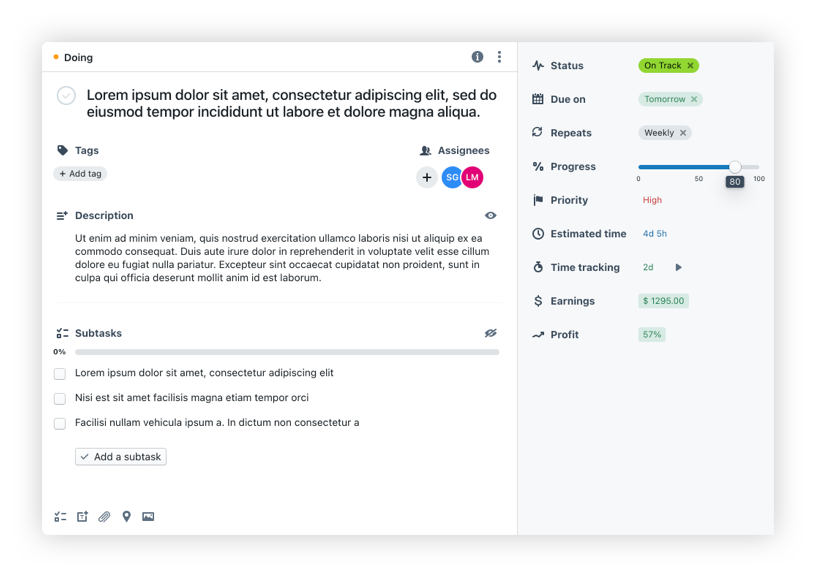 Doing
Lorem ipsum dolor sit amet, consectetur adipiscing elit, sed do
eiusmod tempor incididunt ut labore et dolore magna aliqua.
Tags
Assignees
+ Add tag
SG LM
Description
Ut enim ad minim veniam, quis nostrud exercitation ullamco laboris nisi ut aliquip ex ea
commodo consequat. Duis aute irure dolor in reprehenderit in voluptate velit esse cillum
dolore eu fugiat nulla pariatur. Excepteur sint occaecat cupidatat non proident, sunt in
culpa qui officia deserunt mollit anim id est laborum.
Subtasks
0%
Lorem ipsum dolor sit amet, consectetur adipiscing elit
Nisi est sit amet facilisis magna etiam tempor orci
Facilisi nullam vehicula ipsum a. In dictum non consectetur a
Add a subtask
Status On Track
Due on Tomorrow
Repeats Weekly
% Progress
0 50 80 100
Priority High
Estimated time 4d 5h
Time tracking 2d
$ Earnings $ 1295.00
Profit 57%